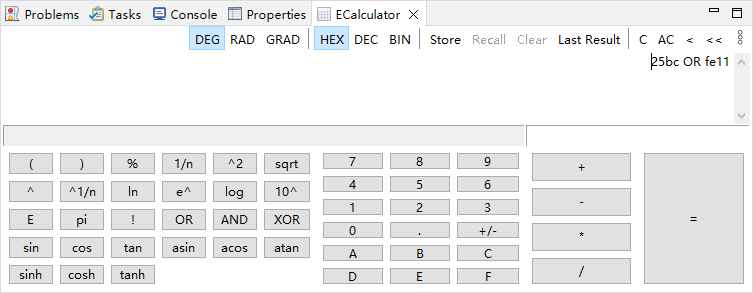 Problems Tasks Console Properties ECalculator
DEG RAD GRAD HEX DEC BIN Store Recall Clear Last Result C AC < <<
25bc OR fe11
( ) % 1/n ^2 sqrt 7 8 9 +
^ ^1/n ln e^ log 10^ 4 5 6 -
E pi ! OR AND XOR 1 2 3 * =
sin cos tan asin acos atan 0 . +/- /
sinh cosh tanh A B C
D E F